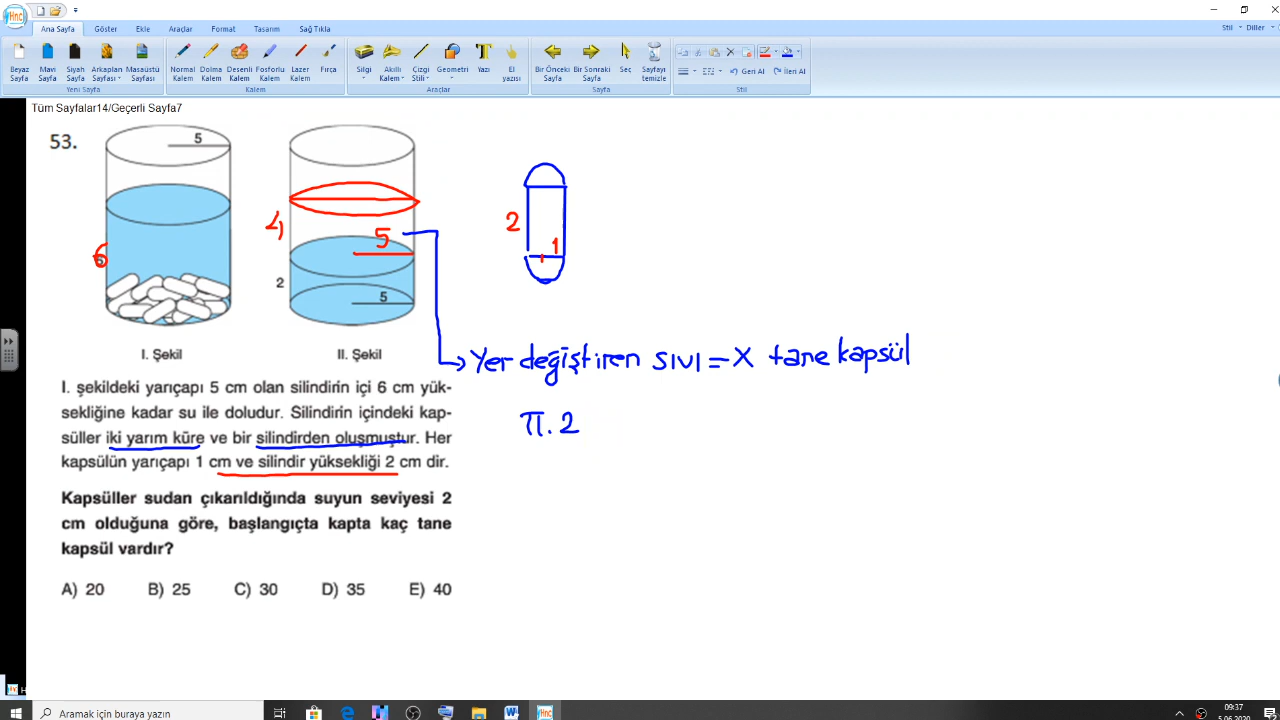 Stil Diller
Ana Sayfa Göster Ekle Araçlar Format Tasarım Sağ Tıkla
Beyaz Sayfa Mavi Sayfa Siyah Sayfa Arkaplan Sayfası Masaüstü Sayfası Normal Kalem Dolma Kalem Desenli Kalem Fosforlu Kalem Lazer Kalem Fırça Silgi Akıllı Kalem Çizgi Stili Geometri Yazı El yazısı Bir Önceki Sayfa Bir Sonraki Sayfa Seç Sayfayı temizle Geri Al İleri Al
Yeni Sayfa Kalem Araçlar Sayfa Stil
Tüm Sayfalar14/Geçerli Sayfa7
53.
5
4
5
6
2
5
2
1
I. Şekil II. Şekil
Yer değiştiren sıvı = X tane kapsül
π.2
I. şekildeki yarıçapı 5 cm olan silindirin içi 6 cm yük-
sekliğine kadar su ile doludur. Silindirin içindeki kap-
süller iki yarım küre ve bir silindirden oluşmuştur. Her
kapsülün yarıçapı 1 cm ve silindir yüksekliği 2 cm dir.
Kapsüller sudan çıkarıldığında suyun seviyesi 2
cm olduğuna göre, başlangıçta kapta kaç tane
kapsül vardır?
A) 20 B) 25 C) 30 D) 35 E) 40
Aramak için buraya yazın
09:37
5.06.2020